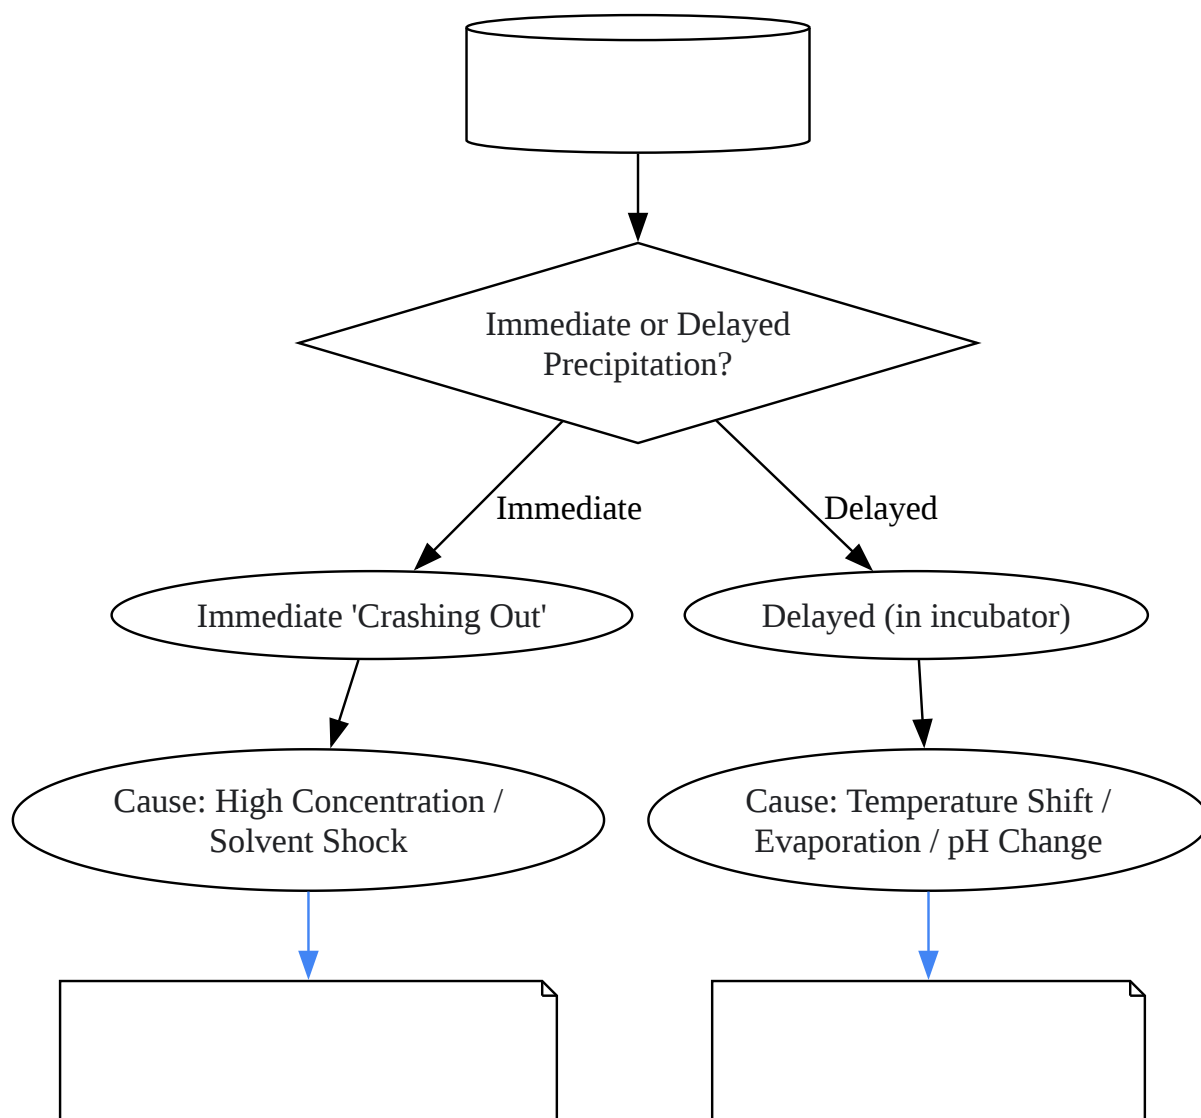 Immediate or Delayed
Precipitation?
Immediate
Delayed
Immediate 'Crashing Out'
Delayed (in incubator)
Cause: High Concentration /
Solvent Shock
Cause: Temperature Shift /
Evaporation / pH Change